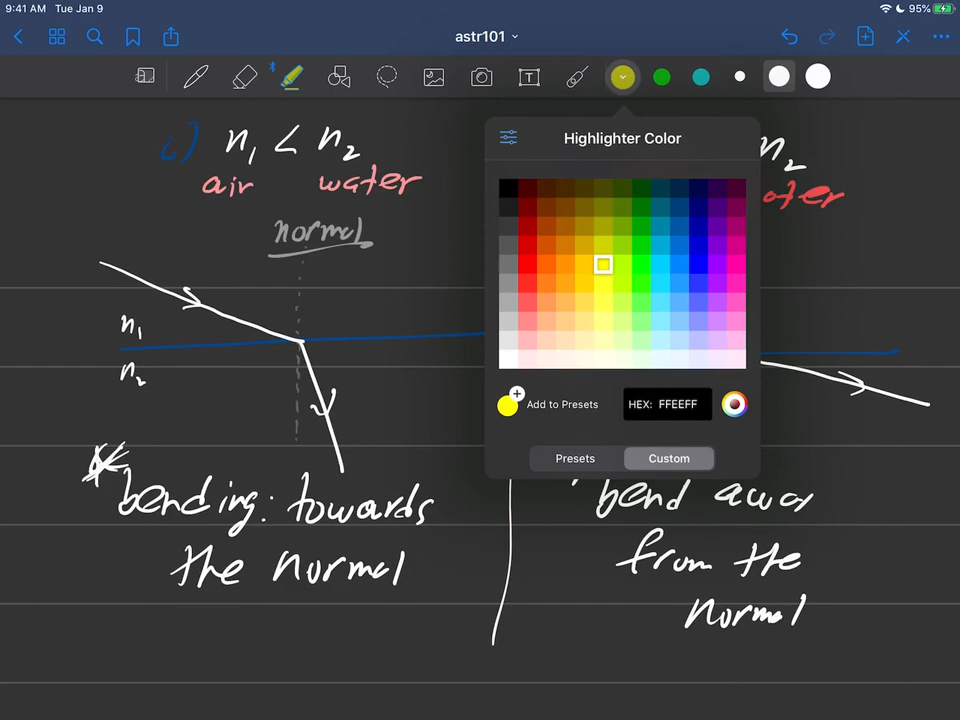 9:41 AM Tue Jan 9
95%
astr101
T
Highlighter Color
i) n₁ < n₂
n₂
air water
normal
n₁
n₂
Add to Presets
HEX: FFEEFF
Presets
Custom
bending: towards
the normal
bend away
from the
normal